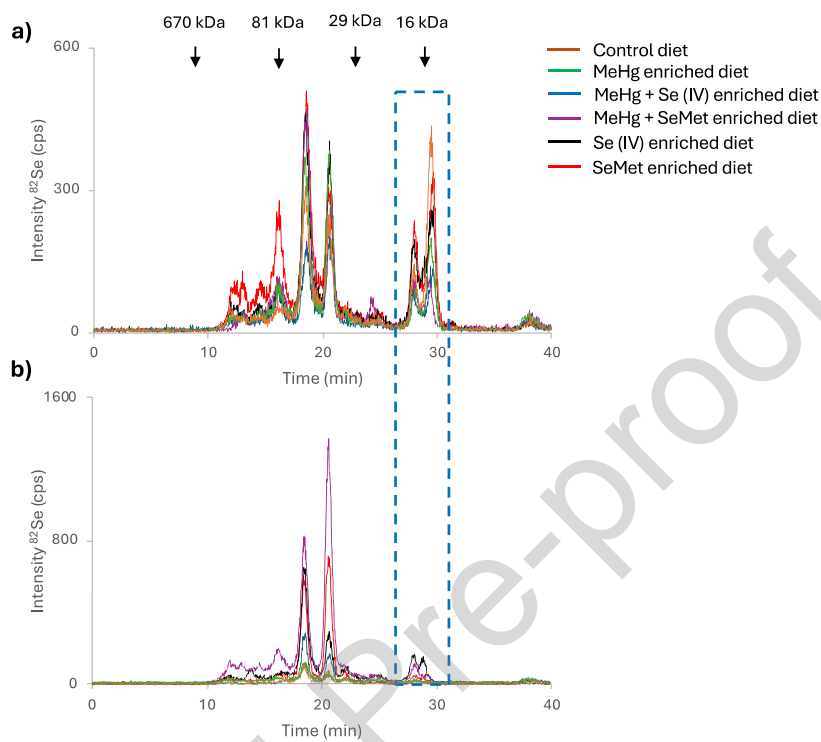 670 kDa 81 kDa 29 kDa 16 kDa
a)
600
300
0
Intensity ⁸²Se (cps)
0 10 20 30 40
Time (min)
Control diet
MeHg enriched diet
MeHg + Se (IV) enriched diet
MeHg + SeMet enriched diet
Se (IV) enriched diet
SeMet enriched diet
b)
1600
800
0
Intensity ⁸²Se (cps)
0 10 20 30 40
Time (min)
Pre-proof